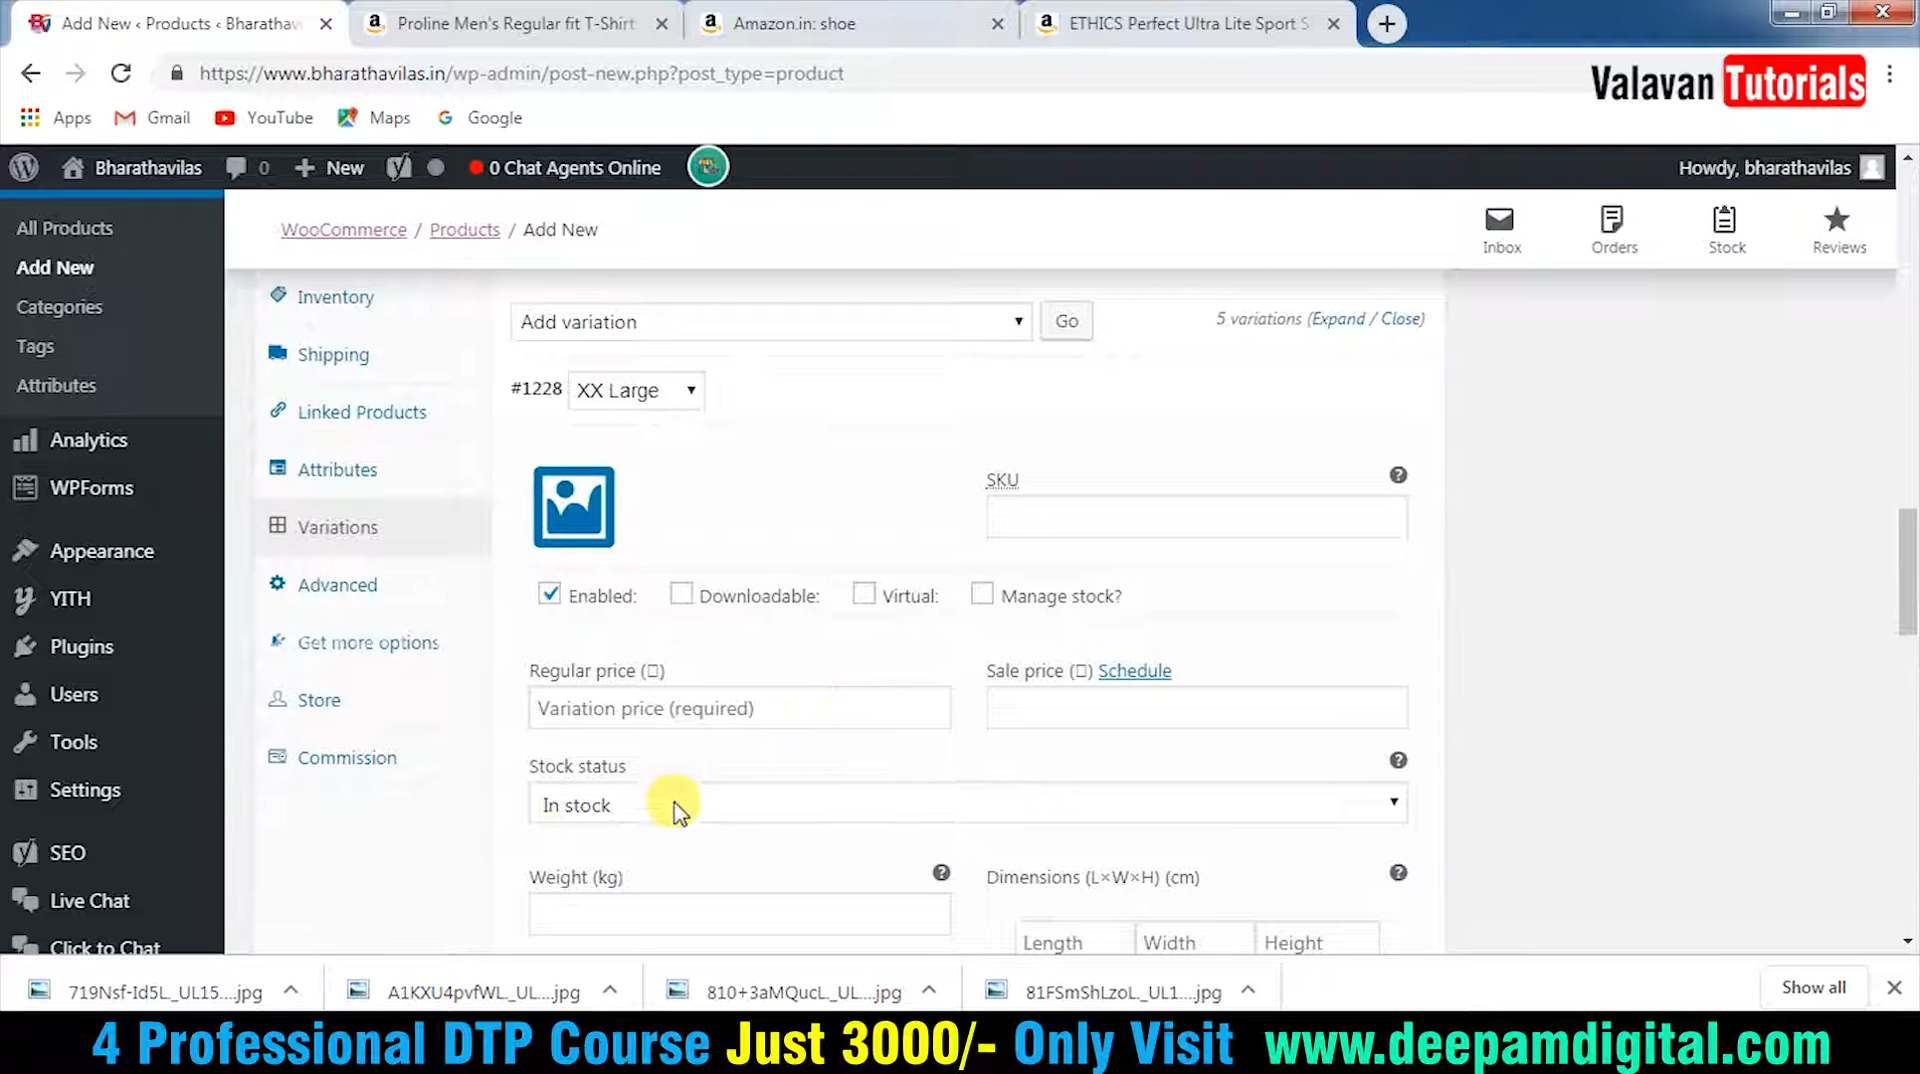 Add New ‹ Products ‹ Bharathavi
Proline Men's Regular fit T-Shirt
Amazon.in: shoe
ETHICS Perfect Ultra Lite Sport S
https://www.bharathavilas.in/wp-admin/post-new.php?post_type=product
Valavan Tutorials
Apps
Gmail
YouTube
Maps
Google
Bharathavilas
0
New
0 Chat Agents Online
Howdy, bharathavilas
WooCommerce / Products / Add New
Inbox
Orders
Stock
Reviews
All Products
Add New
Categories
Tags
Attributes
Analytics
WPForms
Appearance
YITH
Plugins
Users
Tools
Settings
SEO
Live Chat
Click to Chat
Inventory
Shipping
Linked Products
Attributes
Variations
Advanced
Get more options
Store
Commission
Add variation
Go
5 variations (Expand / Close)
#1228
XX Large
SKU
Enabled:
Downloadable:
Virtual:
Manage stock?
Regular price (▯)
Sale price (▯) Schedule
Variation price (required)
Stock status
In stock
Weight (kg)
Dimensions (L×W×H) (cm)
Length
Width
Height
719Nsf-Id5L_UL15....jpg
A1KXU4pvfWL_UL...jpg
810+3aMQucL_UL...jpg
81FSmShLzoL_UL1....jpg
Show all
4 Professional DTP Course Just 3000/- Only Visit www.deepamdigital.com